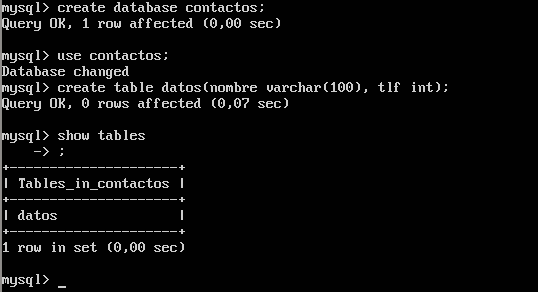 mysql> create database contactos;
Query OK, 1 row affected (0,00 sec)
mysql> use contactos;
Database changed
mysql> create table datos(nombre varchar(100), tlf int);
Query OK, 0 rows affected (0,07 sec)
mysql> show tables
    -> ;
+---------------------+
| Tables_in_contactos |
+---------------------+
| datos               |
+---------------------+
1 row in set (0,00 sec)
mysql> _